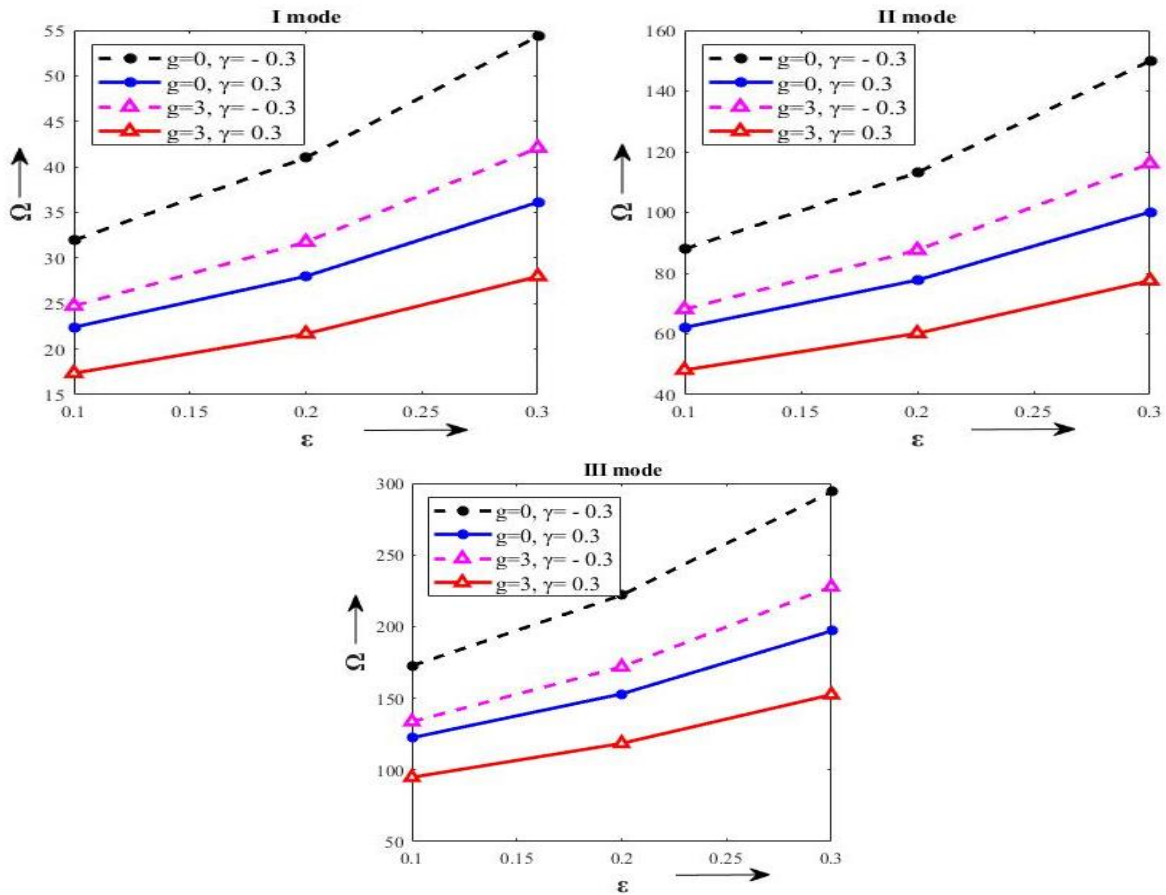 I mode
55
50
45
40
35
30
25
20
15
g=0, γ= - 0.3
g=0, γ= 0.3
g=3, γ= - 0.3
g=3, γ= 0.3
Ω
0.1 0.15 0.2 0.25 0.3
ε
II mode
160
140
120
100
80
60
40
g=0, γ= - 0.3
g=0, γ= 0.3
g=3, γ= - 0.3
g=3, γ= 0.3
Ω
0.1 0.15 0.2 0.25 0.3
ε
III mode
300
250
200
150
100
50
g=0, γ= - 0.3
g=0, γ= 0.3
g=3, γ= - 0.3
g=3, γ= 0.3
Ω
0.1 0.15 0.2 0.25 0.3
ε